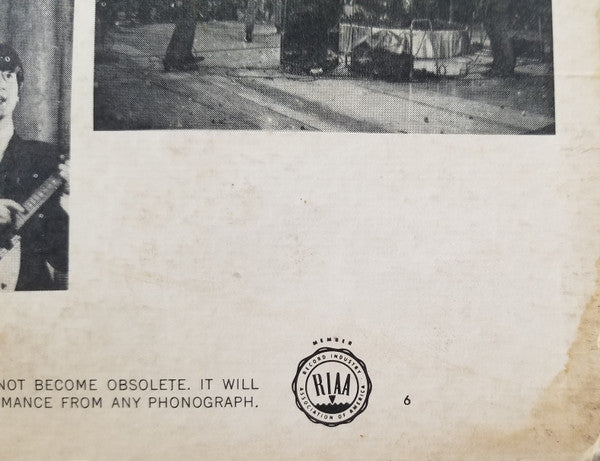 MEMBER
RECORD INDUSTRY
RIAA
ASSOCIATION OF AMERICA
NOT BECOME OBSOLETE. IT WILL
MANCE FROM ANY PHONOGRAPH.
6